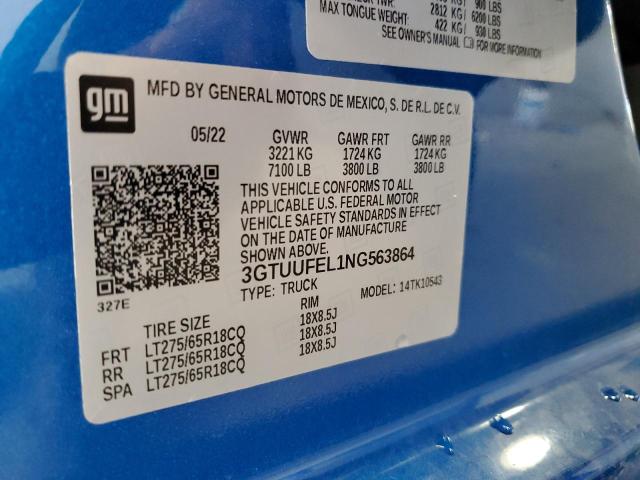 900 LBS
2812 KG / 6200 LBS
MAX TONGUE WEIGHT: 422 KG / 930 LBS
SEE OWNER'S MANUAL FOR MORE INFORMATION
gm
MFD BY GENERAL MOTORS DE MEXICO, S. DE R.L. DE C.V.
05/22 GVWR GAWR FRT GAWR RR
3221 KG 1724 KG 1724 KG
7100 LB 3800 LB 3800 LB
THIS VEHICLE CONFORMS TO ALL
APPLICABLE U.S. FEDERAL MOTOR
VEHICLE SAFETY STANDARDS IN EFFECT
ON THE DATE OF MANUFACTURE
SHOWN ABOVE.
3GTUUFEL1NG563864
327E
TYPE: TRUCK MODEL: 14TK10543
TIRE SIZE RIM
FRT LT275/65R18CQ 18X8.5J
RR LT275/65R18CQ 18X8.5J
SPA LT275/65R18CQ 18X8.5J